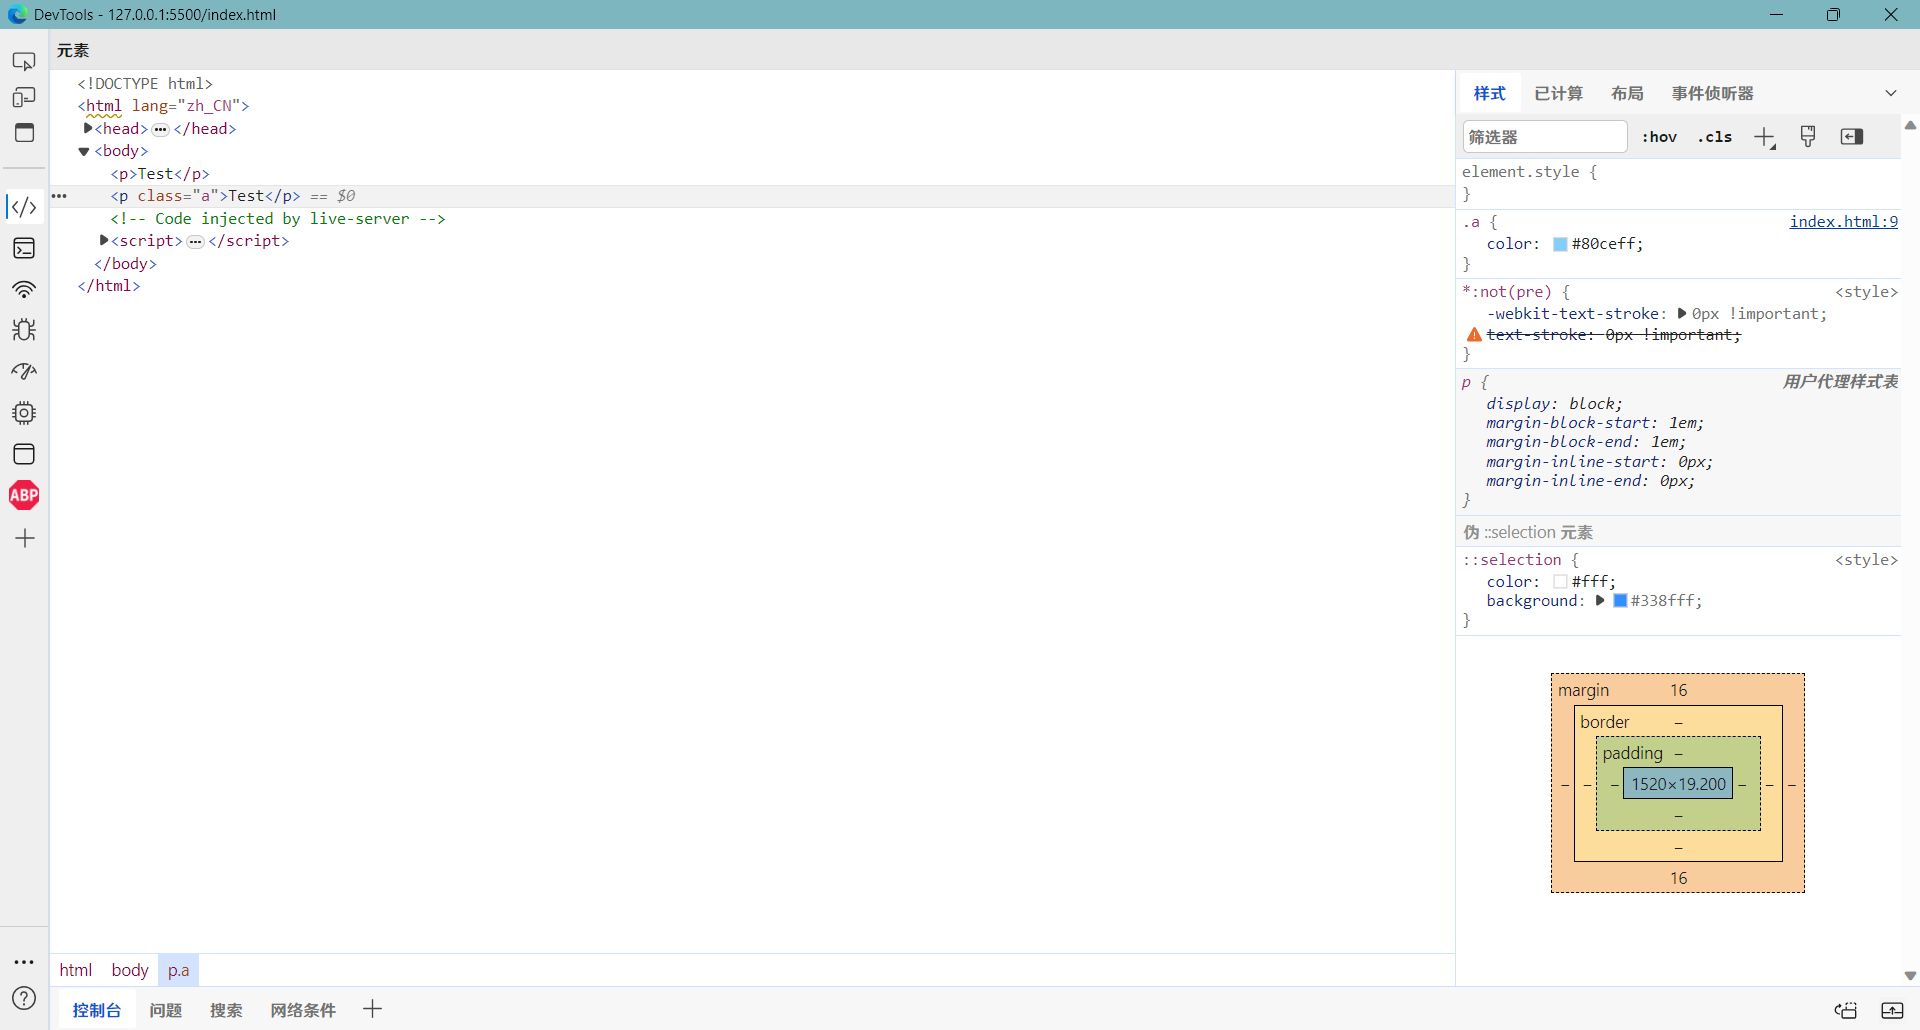 DevTools - 127.0.0.1:5500/index.html
元素
<!DOCTYPE html>
<html lang="zh_CN">
<head>…</head>
<body>
<p>Test</p>
<p class="a">Test</p> == $0
<!-- Code injected by live-server -->
<script>…</script>
</body>
</html>
html body p.a
控制台 问题 搜索 网络条件
ABP
样式 已计算 布局 事件侦听器
筛选器 :hov .cls
element.style {
}
.a { index.html:9
color: #80ceff;
}
*:not(pre) { <style>
-webkit-text-stroke: 0px !important;
text-stroke: 0px !important;
}
p { 用户代理样式表
display: block;
margin-block-start: 1em;
margin-block-end: 1em;
margin-inline-start: 0px;
margin-inline-end: 0px;
}
伪 ::selection 元素
::selection { <style>
color: #fff;
background: #338fff;
}
margin 16
border –
padding –
– – – 1520×19.200 – – –
–
–
16